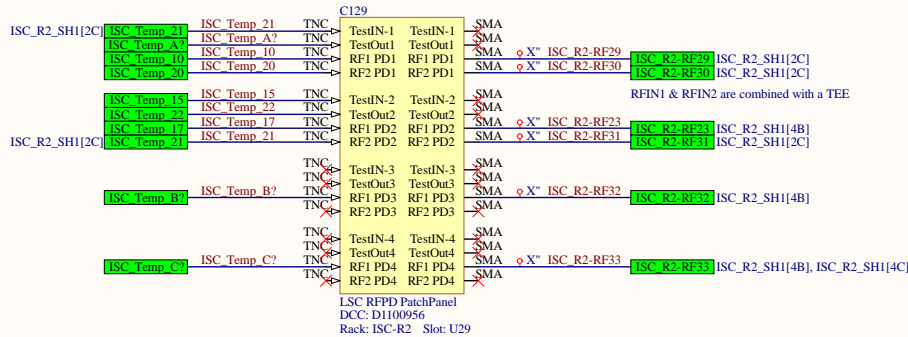 C129
ISC_R2_SH1[2C] ISC_Temp_21 ISC_Temp_21 TNC TestIN-1 TestIN-1 SMA
ISC_Temp_A? ISC_Temp_A? TNC TestOut1 TestOut1 SMA
ISC_Temp_10 ISC_Temp_10 TNC RF1 PD1 RF1 PD1 SMA X" ISC_R2-RF29 ISC_R2-RF29 ISC_R2_SH1[2C]
ISC_Temp_20 ISC_Temp_20 TNC RF2 PD1 RF2 PD1 SMA X" ISC_R2-RF30 ISC_R2-RF30 ISC_R2_SH1[2C]
RFIN1 & RFIN2 are combined with a TEE
ISC_Temp_15 ISC_Temp_15 TNC TestIN-2 TestIN-2 SMA
ISC_Temp_22 ISC_Temp_22 TNC TestOut2 TestOut2 SMA
ISC_Temp_17 ISC_Temp_17 TNC RF1 PD2 RF1 PD2 SMA X" ISC_R2-RF23 ISC_R2-RF23 ISC_R2_SH1[4B]
ISC_R2_SH1[2C] ISC_Temp_21 ISC_Temp_21 TNC RF2 PD2 RF2 PD2 SMA X" ISC_R2-RF31 ISC_R2-RF31 ISC_R2_SH1[2C]
TNC TestIN-3 TestIN-3 SMA
TNC TestOut3 TestOut3 SMA
ISC_Temp_B? ISC_Temp_B? TNC RF1 PD3 RF1 PD3 SMA X" ISC_R2-RF32 ISC_R2-RF32 ISC_R2_SH1[4B]
TNC RF2 PD3 RF2 PD3 SMA
TNC TestIN-4 TestIN-4 SMA
TNC TestOut4 TestOut4 SMA
ISC_Temp_C? ISC_Temp_C? TNC RF1 PD4 RF1 PD4 SMA X" ISC_R2-RF33 ISC_R2-RF33 ISC_R2_SH1[4B], ISC_R2_SH1[4C]
TNC RF2 PD4 RF2 PD4 SMA
LSC RFPD PatchPanel
DCC: D1100956
Rack: ISC-R2 Slot: U29